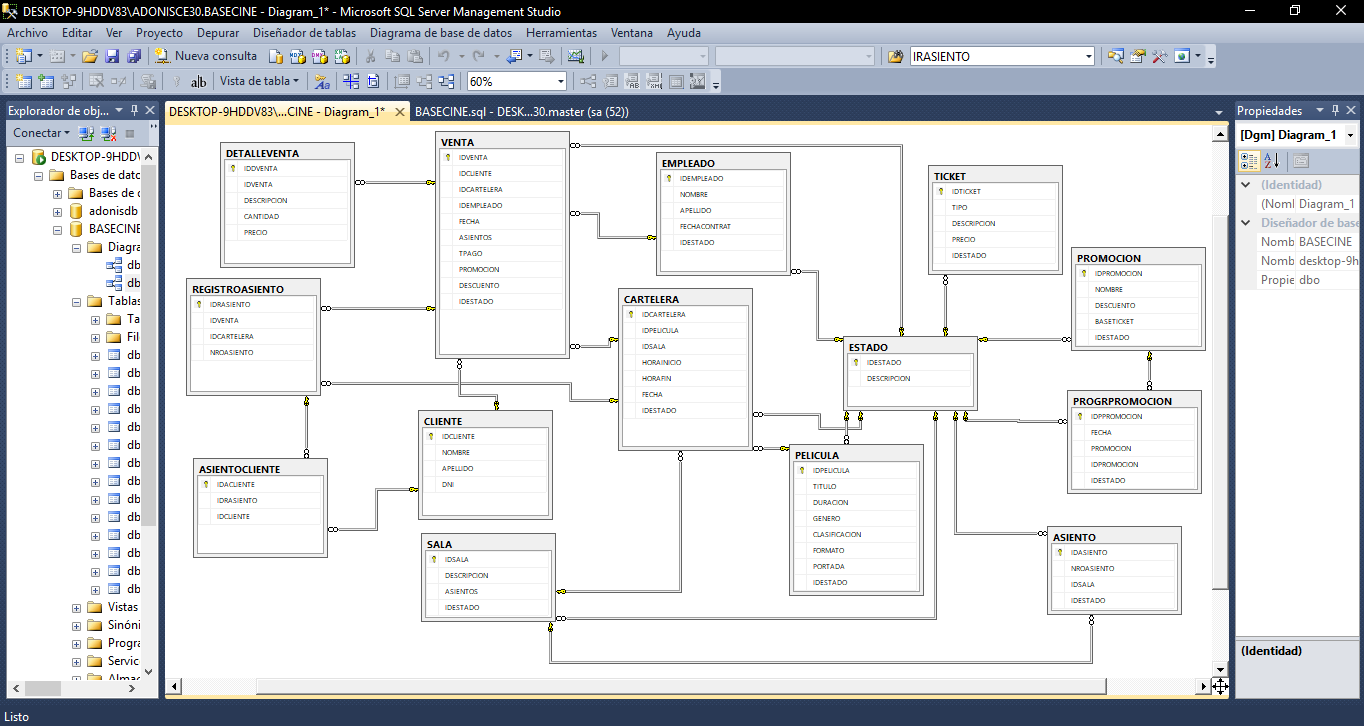 DESKTOP-9HDDV83\ADONISCE30.BASECINE - Diagram_1* - Microsoft SQL Server Management Studio
Archivo Editar Ver Proyecto Depurar Diseñador de tablas Diagrama de base de datos Herramientas Ventana Ayuda
Nueva consulta
IRASIENTO
ab
Vista de tabla
60%
Explorador de obj...
Conectar
DESKTOP-9HDDV
Bases de datc
Bases de c
adonisdb
BASECINE
Diagra
db
db
Tablas
Ta
Fil
db
db
db
db
db
db
db
db
db
db
db
db
db
db
Vistas
Sinóni
Progra
Servic
Almac
DESKTOP-9HDDV83\...CINE - Diagram_1*
BASECINE.sql - DESK...30.master (sa (52))
DETALLEVENTA
IDDVENTA
IDVENTA
DESCRIPCION
CANTIDAD
PRECIO
VENTA
IDVENTA
IDCLIENTE
IDCARTELERA
IDEMPLEADO
FECHA
ASIENTOS
TPAGO
PROMOCION
DESCUENTO
IDESTADO
EMPLEADO
IDEMPLEADO
NOMBRE
APELLIDO
FECHACONTRAT
IDESTADO
TICKET
IDTICKET
TIPO
DESCRIPCION
PRECIO
IDESTADO
PROMOCION
IDPROMOCION
NOMBRE
DESCUENTO
BASETICKET
IDESTADO
REGISTROASIENTO
IDRASIENTO
IDVENTA
IDCARTELERA
NROASIENTO
CARTELERA
IDCARTELERA
IDPELICULA
IDSALA
HORAINICIO
HORAFIN
FECHA
IDESTADO
ESTADO
IDESTADO
DESCRIPCION
PROGRPROMOCION
IDPPROMOCION
FECHA
PROMOCION
IDPROMOCION
IDESTADO
CLIENTE
IDCLIENTE
NOMBRE
APELLIDO
DNI
ASIENTOCLIENTE
IDACLIENTE
IDRASIENTO
IDCLIENTE
PELICULA
IDPELICULA
TITULO
DURACION
GENERO
CLASIFICACION
FORMATO
PORTADA
IDESTADO
SALA
IDSALA
DESCRIPCION
ASIENTOS
IDESTADO
ASIENTO
IDASIENTO
NROASIENTO
IDSALA
IDESTADO
Propiedades
[Dgm] Diagram_1
(Identidad)
(Noml Diagram_1
Diseñador de base
Nomb BASECINE
Nomb desktop-9h
Propie dbo
(Identidad)
Listo